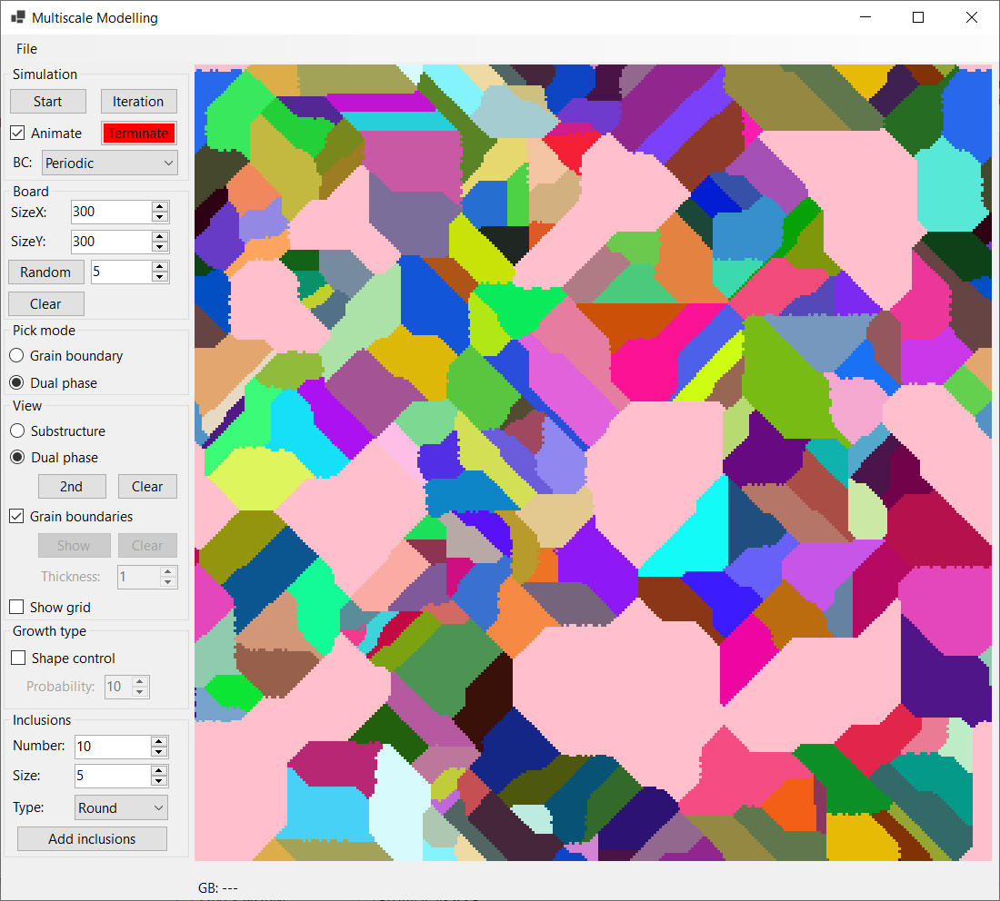 Multiscale Modelling
File
Simulation
Start Iteration
Animate Terminate
BC: Periodic
Board
SizeX: 300
SizeY: 300
Random 5
Clear
Pick mode
Grain boundary
Dual phase
View
Substructure
Dual phase
2nd Clear
Grain boundaries
Show Clear
Thickness: 1
Show grid
Growth type
Shape control
Probability: 10
Inclusions
Number: 10
Size: 5
Type: Round
Add inclusions
GB: ---